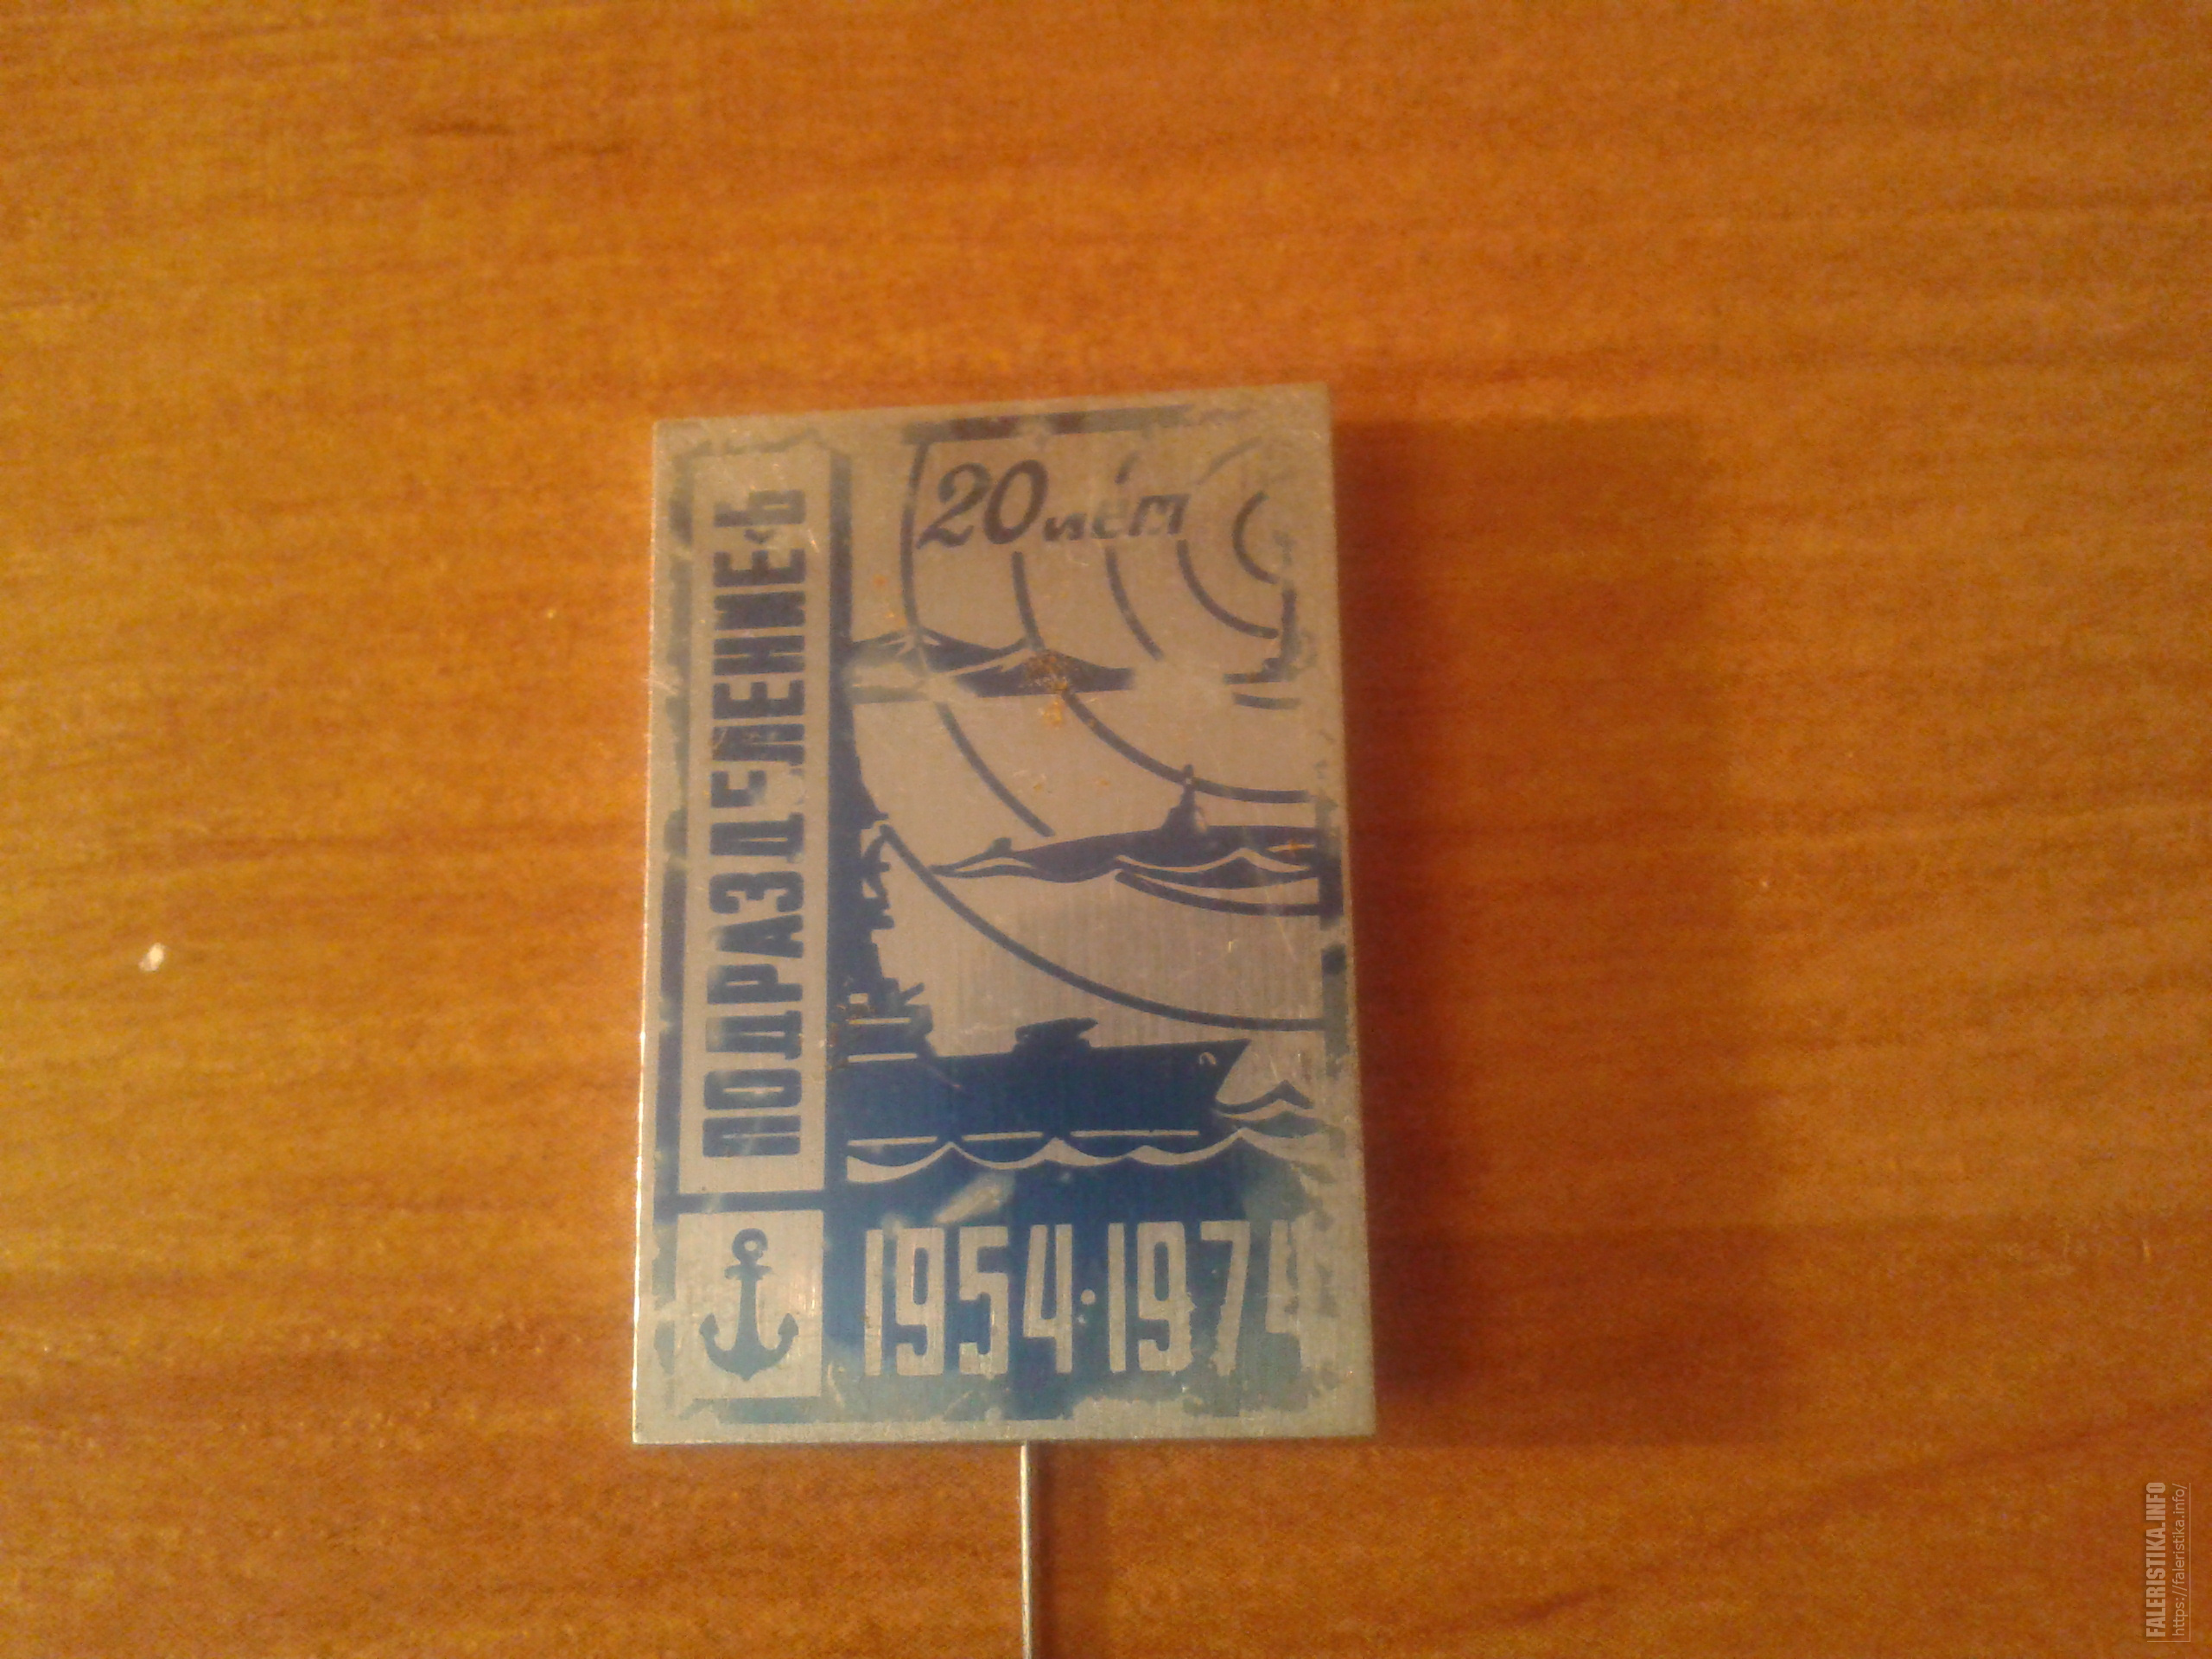 20 лет
ПОДРАЗДЕЛЕНИЕ
1954·1974
FALERISTIKA.INFO
https://faleristika.info/